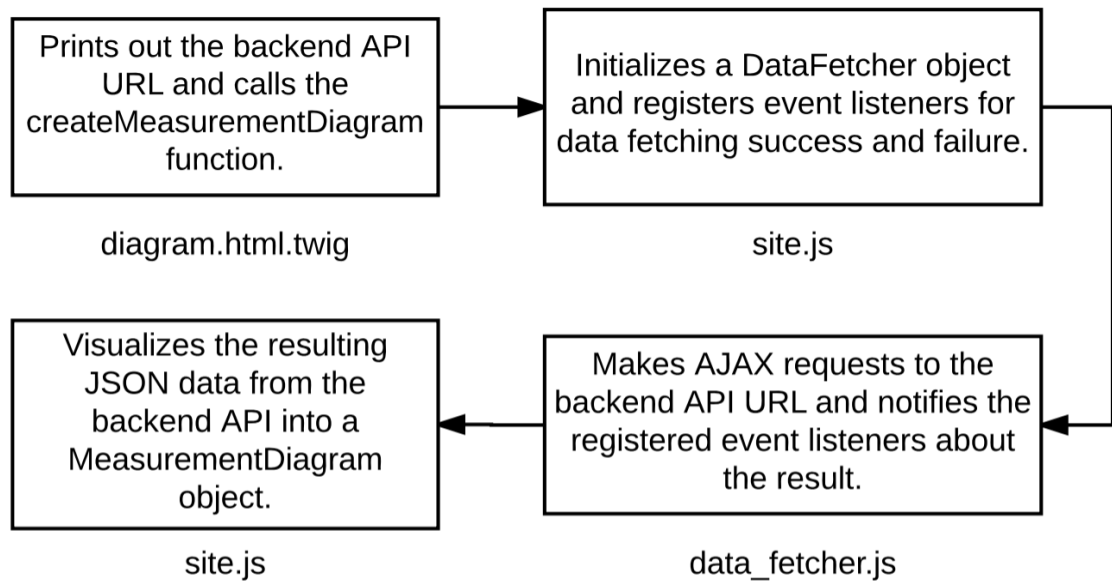 Prints out the backend API
URL and calls the
createMeasurementDiagram
function.
diagram.html.twig
Initializes a DataFetcher object
and registers event listeners for
data fetching success and failure.
site.js
Makes AJAX requests to the
backend API URL and notifies the
registered event listeners about
the result.
data_fetcher.js
Visualizes the resulting
JSON data from the
backend API into a
MeasurementDiagram
object.
site.js